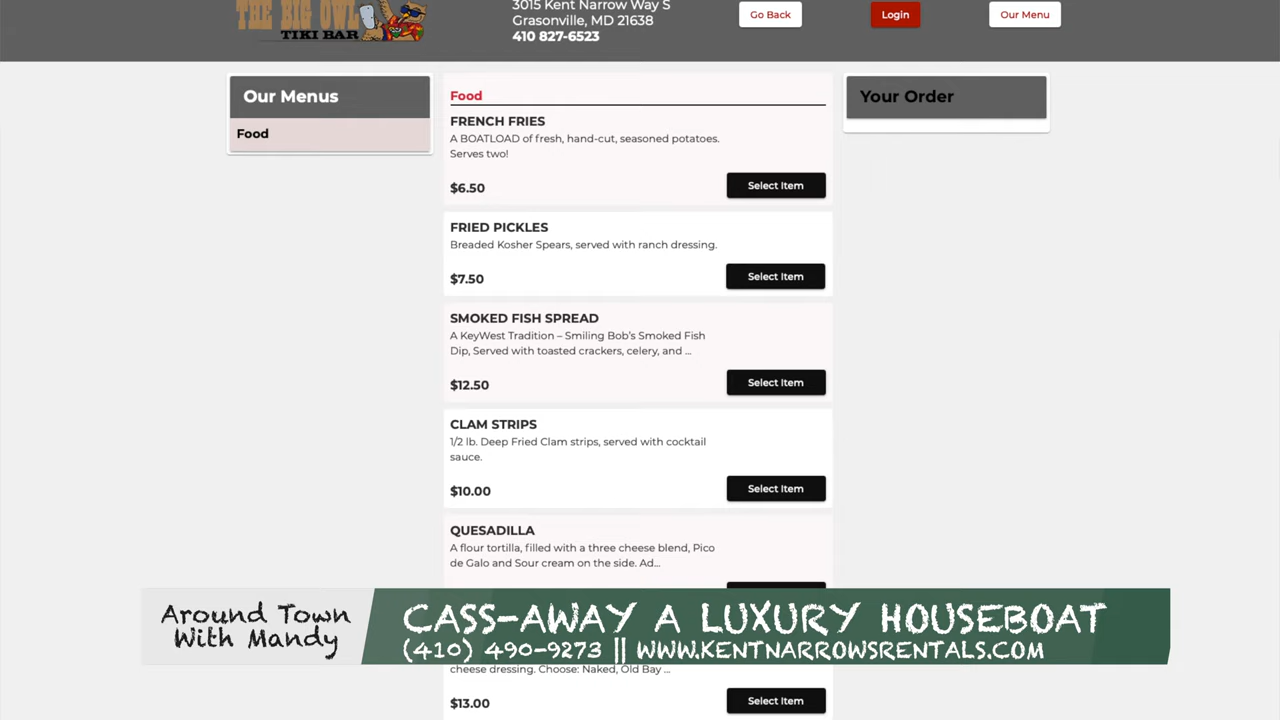 THE BIG OWL
TIKI BAR
3015 Kent Narrow Way S
Grasonville, MD 21638
410 827-6523
Go Back
Login
Our Menu
Our Menus
Food
Food
FRENCH FRIES
A BOATLOAD of fresh, hand-cut, seasoned potatoes.
Serves two!
$6.50
Select Item
FRIED PICKLES
Breaded Kosher Spears, served with ranch dressing.
$7.50
Select Item
SMOKED FISH SPREAD
A KeyWest Tradition – Smiling Bob's Smoked Fish
Dip, Served with toasted crackers, celery, and ...
$12.50
Select Item
CLAM STRIPS
1/2 lb. Deep Fried Clam strips, served with cocktail
sauce.
$10.00
Select Item
QUESADILLA
A flour tortilla, filled with a three cheese blend, Pico
de Galo and Sour cream on the side. Ad...
cheese dressing. Choose: Naked, Old Bay ...
$13.00
Select Item
Your Order
Around Town
With Mandy
CASS-AWAY A LUXURY HOUSEBOAT
(410) 490-9273 || WWW.KENTNARROWSRENTALS.COM